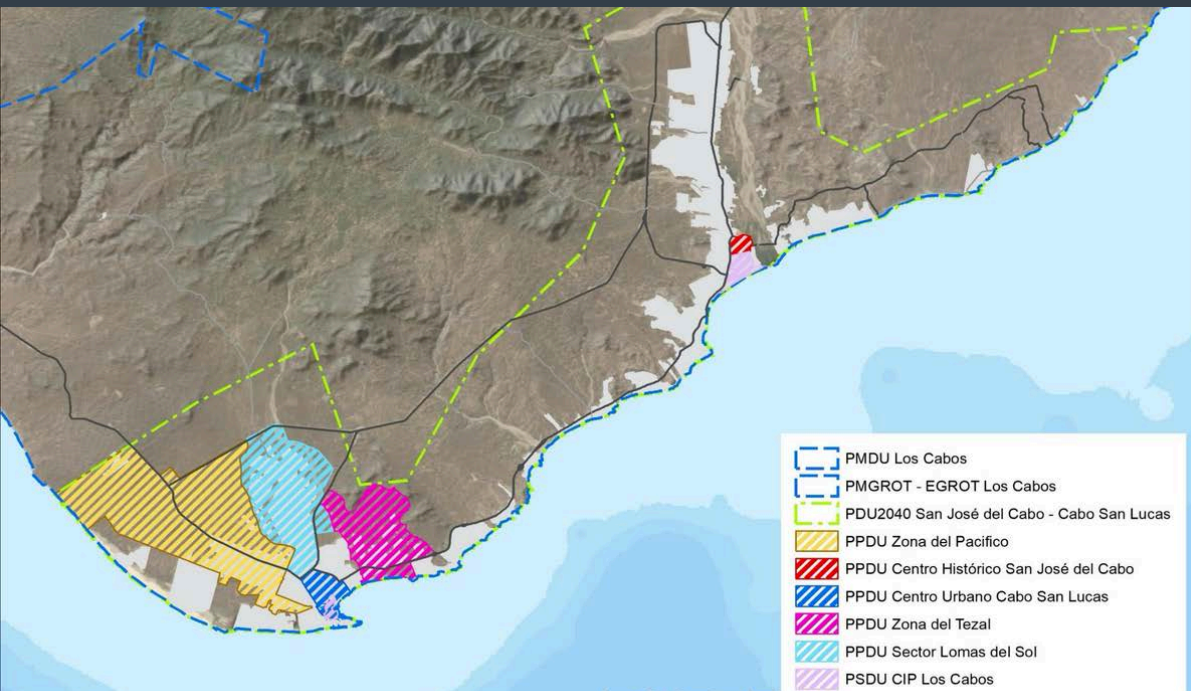 PMDU Los Cabos
PMGROT - EGROT Los Cabos
PDU2040 San José del Cabo - Cabo San Lucas
PPDU Zona del Pacifico
PPDU Centro Histórico San José del Cabo
PPDU Centro Urbano Cabo San Lucas
PPDU Zona del Tezal
PPDU Sector Lomas del Sol
PSDU CIP Los Cabos